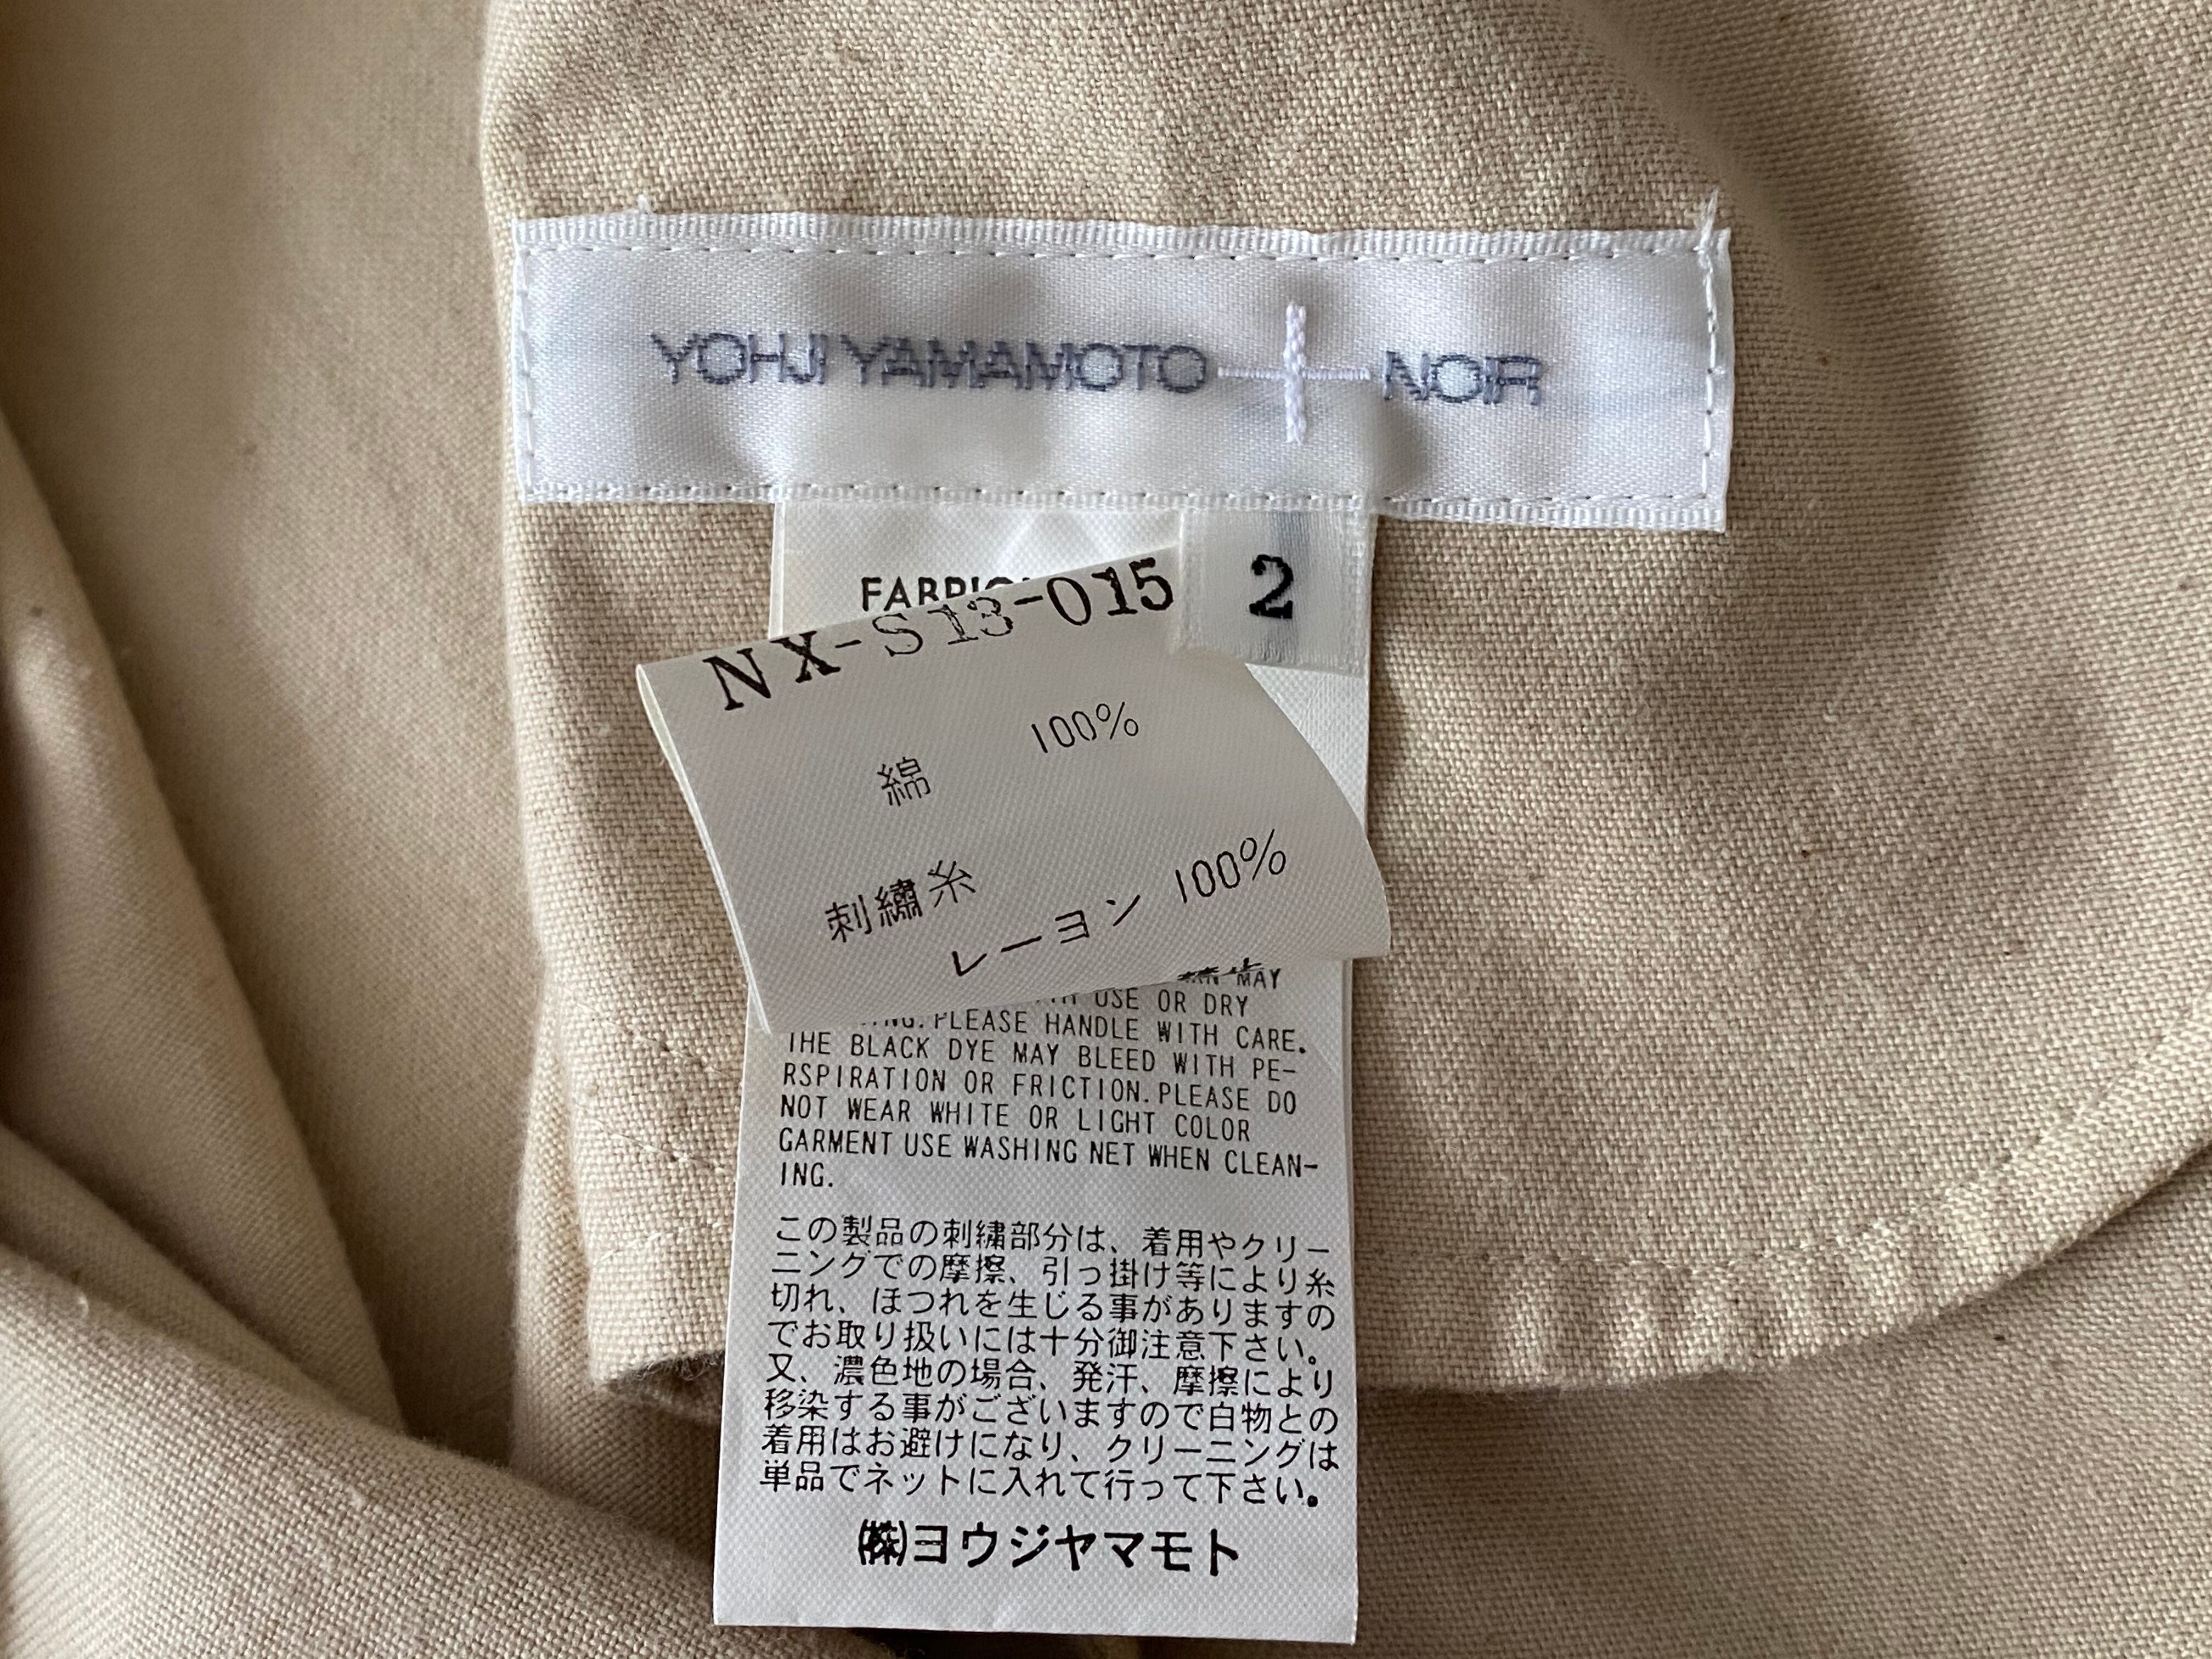 YOHJI YAMAMOTO + NOIR
2
NX-S13-015
綿 100%
刺繍糸
レーヨン 100%
MAY
USE OR DRY
PLEASE HANDLE WITH CARE.
THE BLACK DYE MAY BLEED WITH PE-
RSPIRATION OR FRICTION.PLEASE DO
NOT WEAR WHITE OR LIGHT COLOR
GARMENT USE WASHING NET WHEN CLEAN-
ING.
この製品の刺繍部分は、着用やクリー
ニングでの摩擦、引っ掛け等により糸
切れ、ほつれを生じる事がありますの
でお取り扱いには十分御注意下さい。
又、濃色地の場合、発汗、摩擦により
移染する事がございますので白物との
着用はお避けになり、クリーニングは
単品でネットに入れて行って下さい。
㈱ヨウジヤマモト